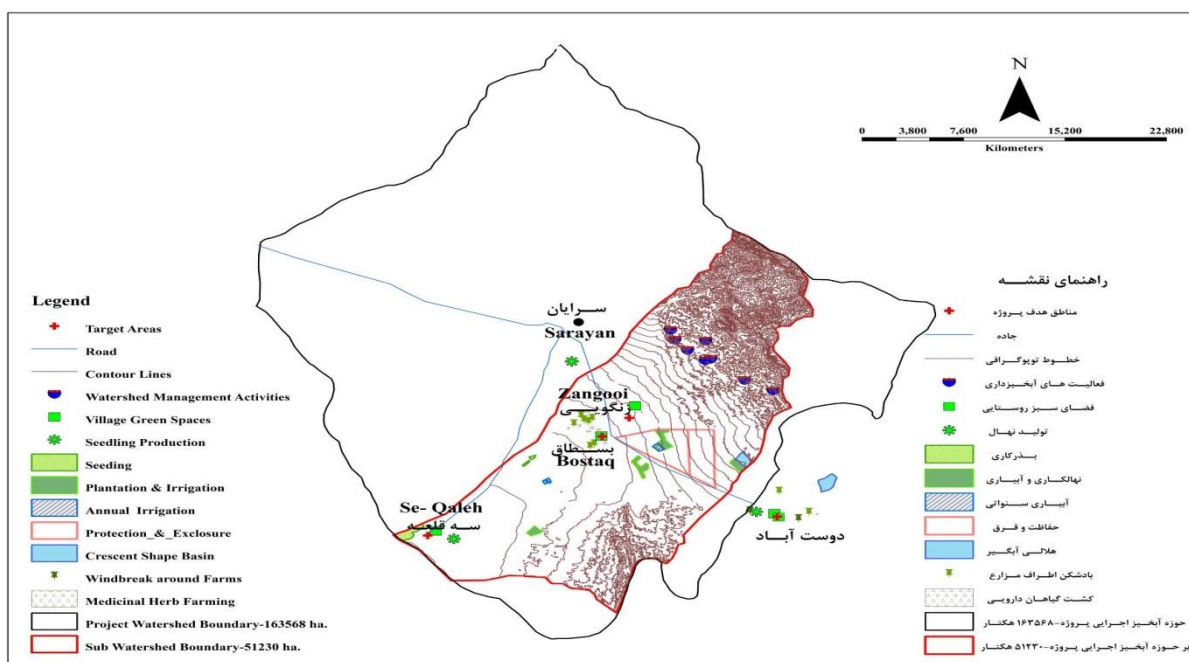 N
0 3,800 7,600 15,200 22,800
Kilometers
سرایان
Sarayan
Zangooi
زنگویی
بسطاق
Bostaq
Se- Qaleh
سه قلعه
دوست آباد
Legend
Target Areas
Road
Contour Lines
Watershed Management Activities
Village Green Spaces
Seedling Production
Seeding
Plantation & Irrigation
Annual Irrigation
Protection_&_Exclosure
Crescent Shape Basin
Windbreak around Farms
Medicinal Herb Farming
Project Watershed Boundary-163568 ha.
Sub Watershed Boundary-51230 ha.
راهنمای نقشه
مناطق هدف پروژه
جاده
خطوط توپوگرافی
فعالیت های آبخیزداری
فضای سبز روستایی
تولید نهال
بذرکاری
نهالکاری و آبیاری
آبیاری سنواتی
حفاظت و قرق
هلالی آبگیر
بادشکن اطراف مزارع
کشت گیاهان دارویی
حوزه آبخیز اجرایی پروژه-۱۶۳۵۶۸ هکتار
یر حوزه آبخیز اجرایی پروژه-۵۱۲۳۰ هکتار